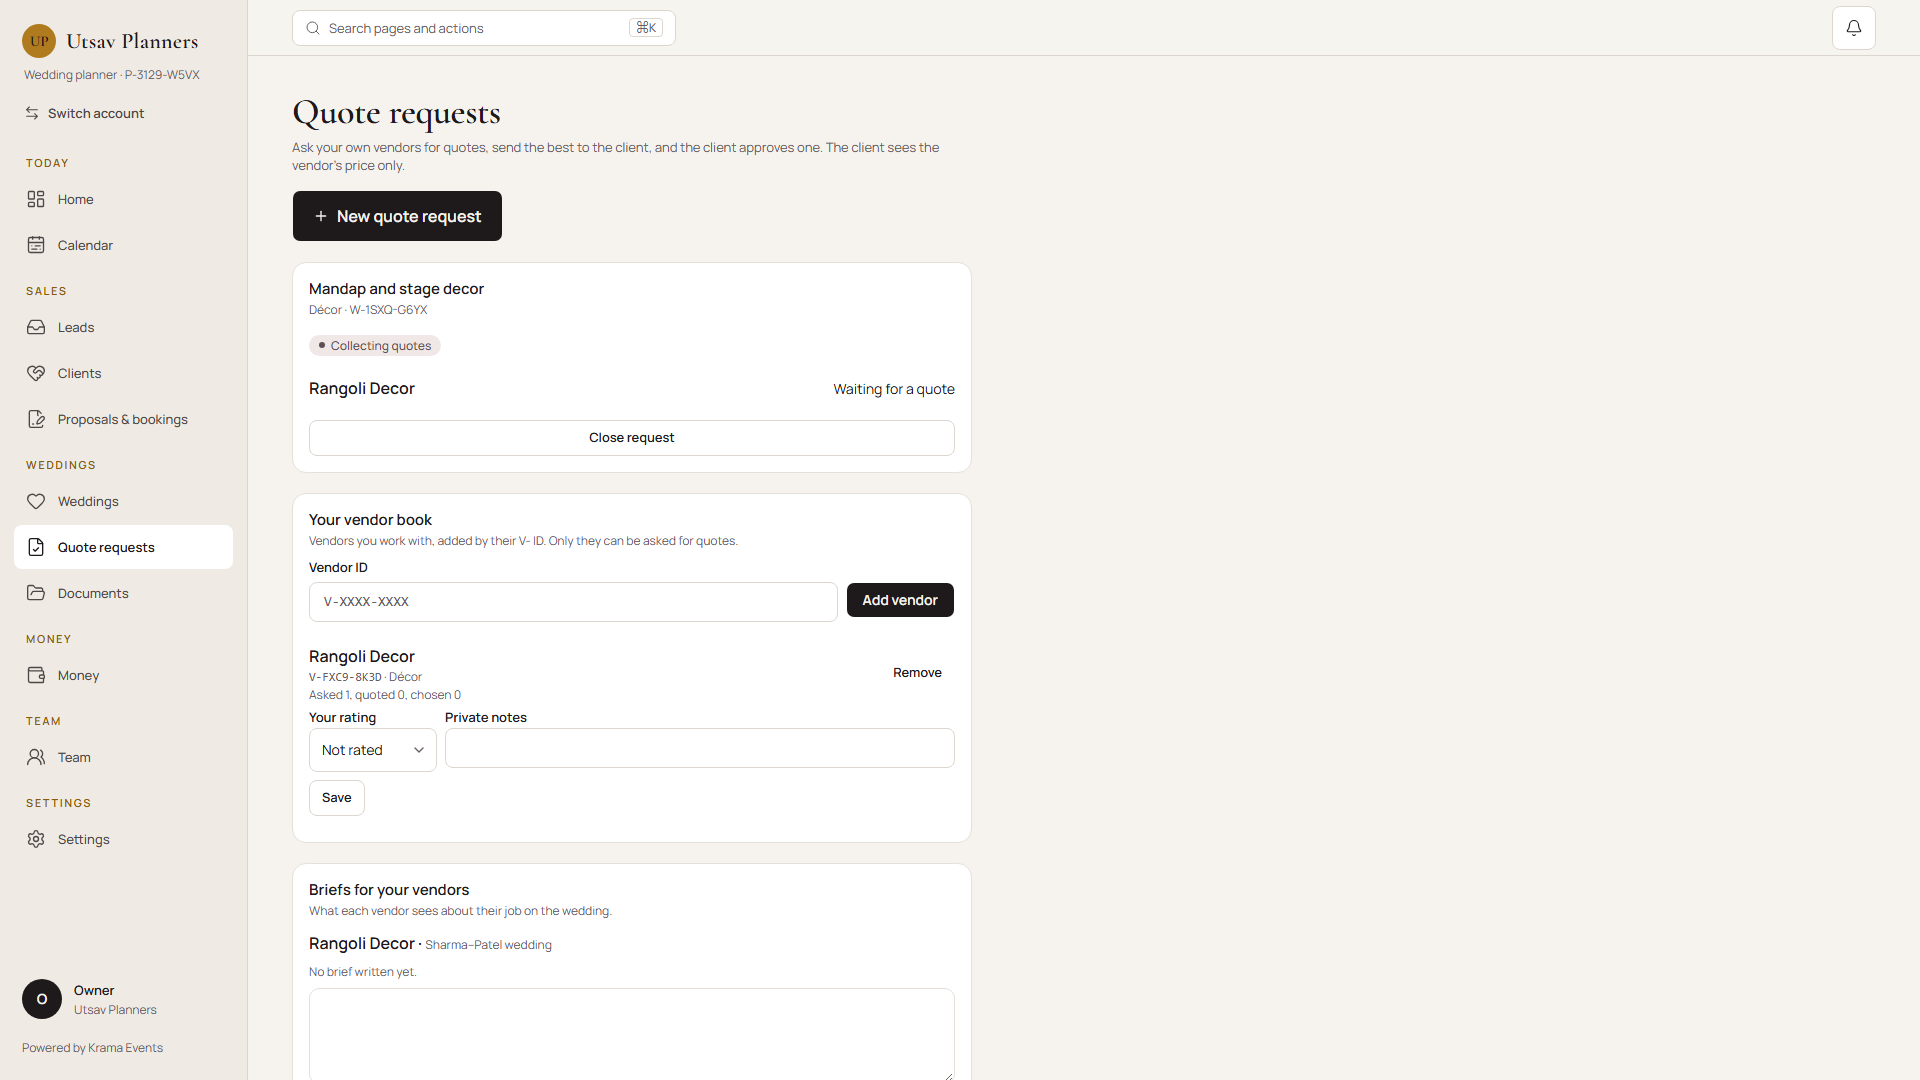 UP
Utsav Planners
Wedding planner · P-3129-W5VX
Switch account
TODAY
Home
Calendar
SALES
Leads
Clients
Proposals & bookings
WEDDINGS
Weddings
Quote requests
Documents
MONEY
Money
TEAM
Team
SETTINGS
Settings
O
Owner
Utsav Planners
Powered by Krama Events
Search pages and actions
⌘K
Quote requests
Ask your own vendors for quotes, send the best to the client, and the client approves one. The client sees the
vendor's price only.
+ New quote request
Mandap and stage decor
Décor · W-1SXQ-G6YX
Collecting quotes
Rangoli Decor
Waiting for a quote
Close request
Your vendor book
Vendors you work with, added by their V- ID. Only they can be asked for quotes.
Vendor ID
V-XXXX-XXXX
Add vendor
Rangoli Decor
V-FXC9-8K3D · Décor
Asked 1, quoted 0, chosen 0
Remove
Your rating
Private notes
Not rated
Save
Briefs for your vendors
What each vendor sees about their job on the wedding.
Rangoli Decor · Sharma–Patel wedding
No brief written yet.